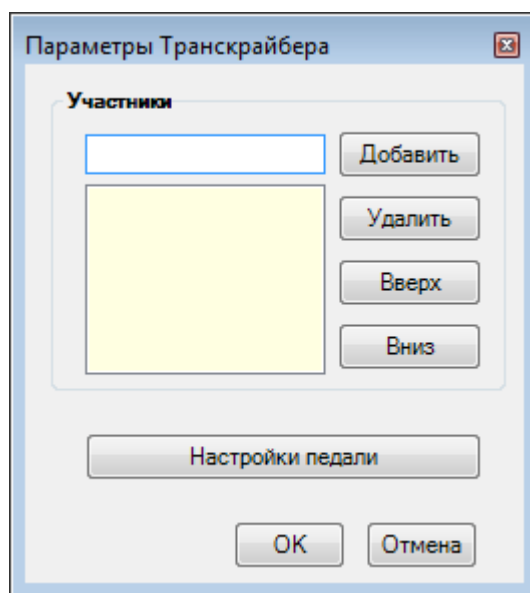 Параметры Транскрайбера
Участники
Добавить
Удалить
Вверх
Вниз
Настройки педали
OK Отмена